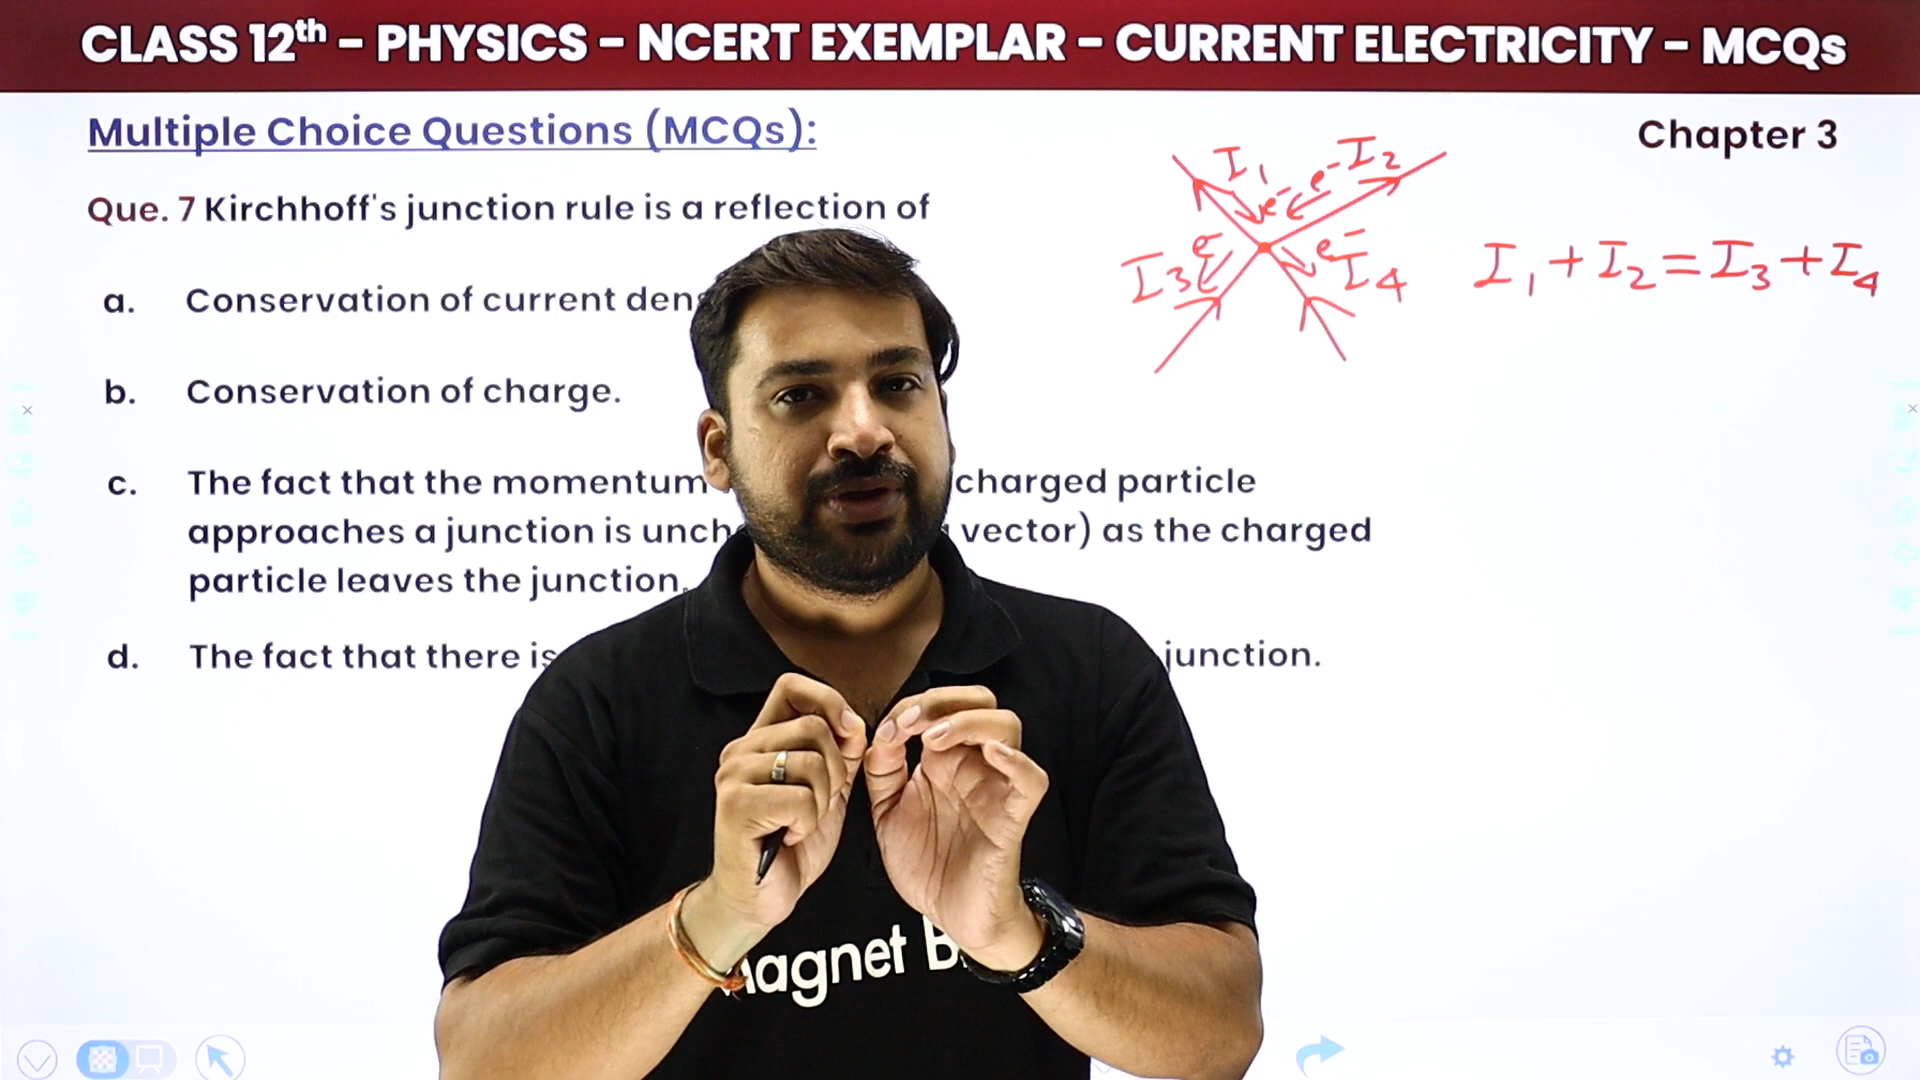 CLASS 12th - PHYSICS - NCERT EXEMPLAR - CURRENT ELECTRICITY - MCQs
Multiple Choice Questions (MCQs):
Chapter 3
Que. 7 Kirchhoff's junction rule is a reflection of
a. Conservation of current
b. Conservation of charge.
c. The fact that the momentum charged particle
approaches a junction is vector) as the charged
particle leaves the junction.
d. The fact that there is junction.
I₁ e⁻ I₂
e⁻
I₃ e⁻ e⁻ I₄
I₁ + I₂ = I₃ + I₄
agnet B